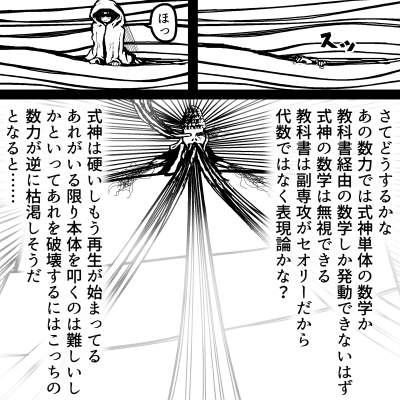 スーッ
ほっ
さてどうするかな
あの数力では式神単体の数学か
教科書経由の数学しか発動できないはず
式神の数学は無視できる
教科書は副専攻がセオリーだから
代数ではなく表現論かな？
式神は硬いしもう再生が始まってる
あれがいる限り本体を叩くのは難しいし
かといってあれを破壊するにはこっちの
数力が逆に枯渇しそうだ
となると……